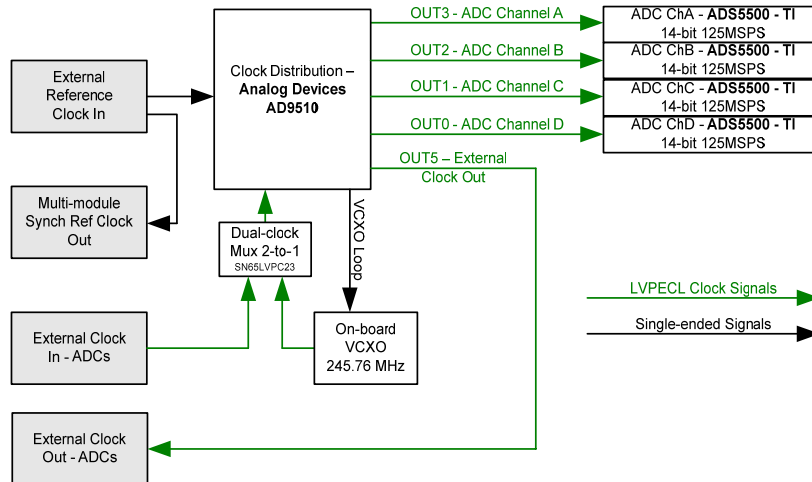 OUT3 - ADC Channel A
ADC ChA - ADS5500 - TI
14-bit 125MSPS
OUT2 - ADC Channel B
ADC ChB - ADS5500 - TI
14-bit 125MSPS
OUT1 - ADC Channel C
ADC ChC - ADS5500 - TI
14-bit 125MSPS
OUT0 - ADC Channel D
ADC ChD - ADS5500 - TI
14-bit 125MSPS
Clock Distribution –
Analog Devices
AD9510
External
Reference
Clock In
OUT5 – External
Clock Out
Multi-module
Synch Ref Clock
Out
Dual-clock
Mux 2-to-1
SN65LVPC23
VCXO Loop
LVPECL Clock Signals
Single-ended Signals
External Clock
In - ADCs
On-board
VCXO
245.76 MHz
External Clock
Out - ADCs